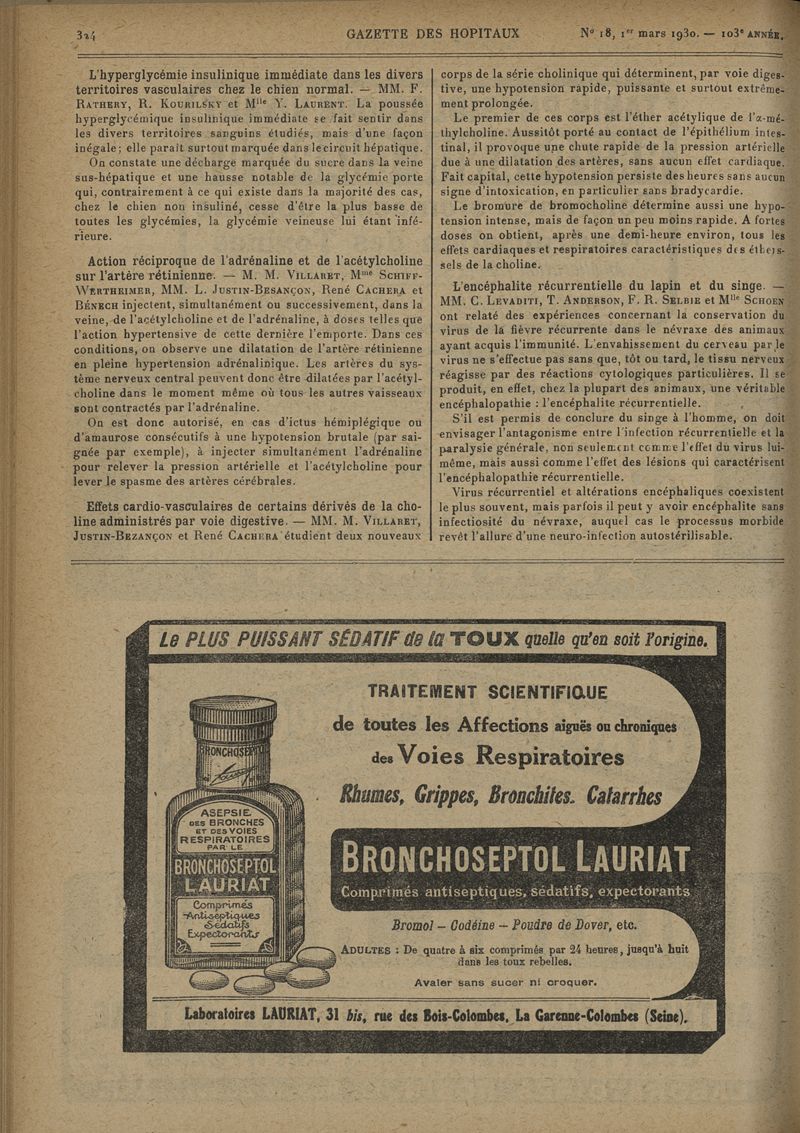 324
GAZETTE DES HOPITAUX
N° 18, 1er mars 1930. — 103e ANNÉE.
L'hyperglycémie insulinique immédiate dans les divers
territoires vasculaires chez le chien normal. — MM. F.
RATHERY, R. KOURILSKY et Mlle Y. LAURENT. La poussée
hyperglycémique insulinique immédiate se fait sentir dans
les divers territoires sanguins étudiés, mais d'une façon
inégale; elle paraît surtout marquée dans le circuit hépatique.
On constate une décharge marquée du sucre dans la veine
sus-hépatique et une hausse notable de la glycémie porte
qui, contrairement à ce qui existe dans la majorité des cas,
chez le chien non insuliné, cesse d'être la plus basse de
toutes les glycémies, la glycémie veineuse lui étant infé-
rieure.
Action réciproque de l'adrénaline et de l'acétylcholine
sur l'artère rétinienne. — M. M. VILLARET, Mme SCHIFF-
WERTHEIMER, MM. L. JUSTIN-BESANÇON, René CACHERA et
BÉNECH injectent, simultanément ou successivement, dans la
veine, de l'acétylcholine et de l'adrénaline, à doses telles que
l'action hypertensive de cette dernière l'emporte. Dans ces
conditions, on observe une dilatation de l'artère rétinienne
en pleine hypertension adrénalinique. Les artères du sys-
tème nerveux central peuvent donc être dilatées par l'acétyl-
choline dans le moment même où tous les autres vaisseaux
sont contractés par l'adrénaline.
On est donc autorisé, en cas d'ictus hémiplégique ou
d'amaurose consécutifs à une hypotension brutale (par sai-
gnée par exemple), à injecter simultanément l'adrénaline
pour relever la pression artérielle et l'acétylcholine pour
lever le spasme des artères cérébrales.
Effets cardio-vasculaires de certains dérivés de la cho-
line administrés par voie digestive. — MM. M. VILLARET,
JUSTIN-BEZANÇON et René CACHERA étudient deux nouveaux
corps de la série cholinique qui déterminent, par voie diges-
tive, une hypotension rapide, puissante et surtout extrême-
ment prolongée.
Le premier de ces corps est l'éther acétylique de l'α-mé-
thylcholine. Aussitôt porté au contact de l'épithélium intes-
tinal, il provoque une chute rapide de la pression artérielle
due à une dilatation des artères, sans aucun effet cardiaque.
Fait capital, cette hypotension persiste des heures sans aucun
signe d'intoxication, en particulier sans bradycardie.
Le bromure de bromocholine détermine aussi une hypo-
tension intense, mais de façon un peu moins rapide. A fortes
doses on obtient, après une demi-heure environ, tous les
effets cardiaques et respiratoires caractéristiques des éthers-
sels de la choline.
L'encéphalite récurrentielle du lapin et du singe. —
MM. C. LEVADITI, T. ANDERSON, F. R. SELBIE et Mlle SCHOEN
ont relaté des expériences concernant la conservation du
virus de la fièvre récurrente dans le névraxe des animaux
ayant acquis l'immunité. L'envahissement du cerveau par le
virus ne s'effectue pas sans que, tôt ou tard, le tissu nerveux
réagisse par des réactions cytologiques particulières. Il se
produit, en effet, chez la plupart des animaux, une véritable
encéphalopathie : l'encéphalite récurrentielle.
S'il est permis de conclure du singe à l'homme, on doit
envisager l'antagonisme entre l'infection récurrentielle et la
paralysie générale, non seulement comme l'effet du virus lui-
même, mais aussi comme l'effet des lésions qui caractérisent
l'encéphalopathie récurrentielle.
Virus récurrentiel et altérations encéphaliques coexistent
le plus souvent, mais parfois il peut y avoir encéphalite sans
infectiosité du névraxe, auquel cas le processus morbide
revêt l'allure d'une neuro-infection autostérilisable.
Le PLUS PUISSANT SÉDATIF de la TOUX quelle qu'en soit l'origine.
TRAITEMENT SCIENTIFIQUE
de toutes les Affections aiguës ou chroniques
des Voies Respiratoires
Rhumes, Grippes, Bronchites. Catarrhes
BRONCHOSEPTOL LAURIAT
Comprimés antiseptiques, sédatifs, expectorants
Bromol — Codéine — Poudre de Dover, etc.
ADULTES : De quatre à six comprimés par 24 heures, jusqu'à huit
dans les toux rebelles.
Avaler sans sucer ni croquer.
BRONCHOSEPTOL
ASEPSIE
DES BRONCHES
ET DES VOIES
RESPIRATOIRES
PAR LE
BRONCHOSEPTOL
LAURIAT
Comprimés
Antiseptiques
Sédatifs
Expectorants
Laboratoires LAURIAT, 31 bis, rue des Bois-Colombes, La Garenne-Colombes (Seine).